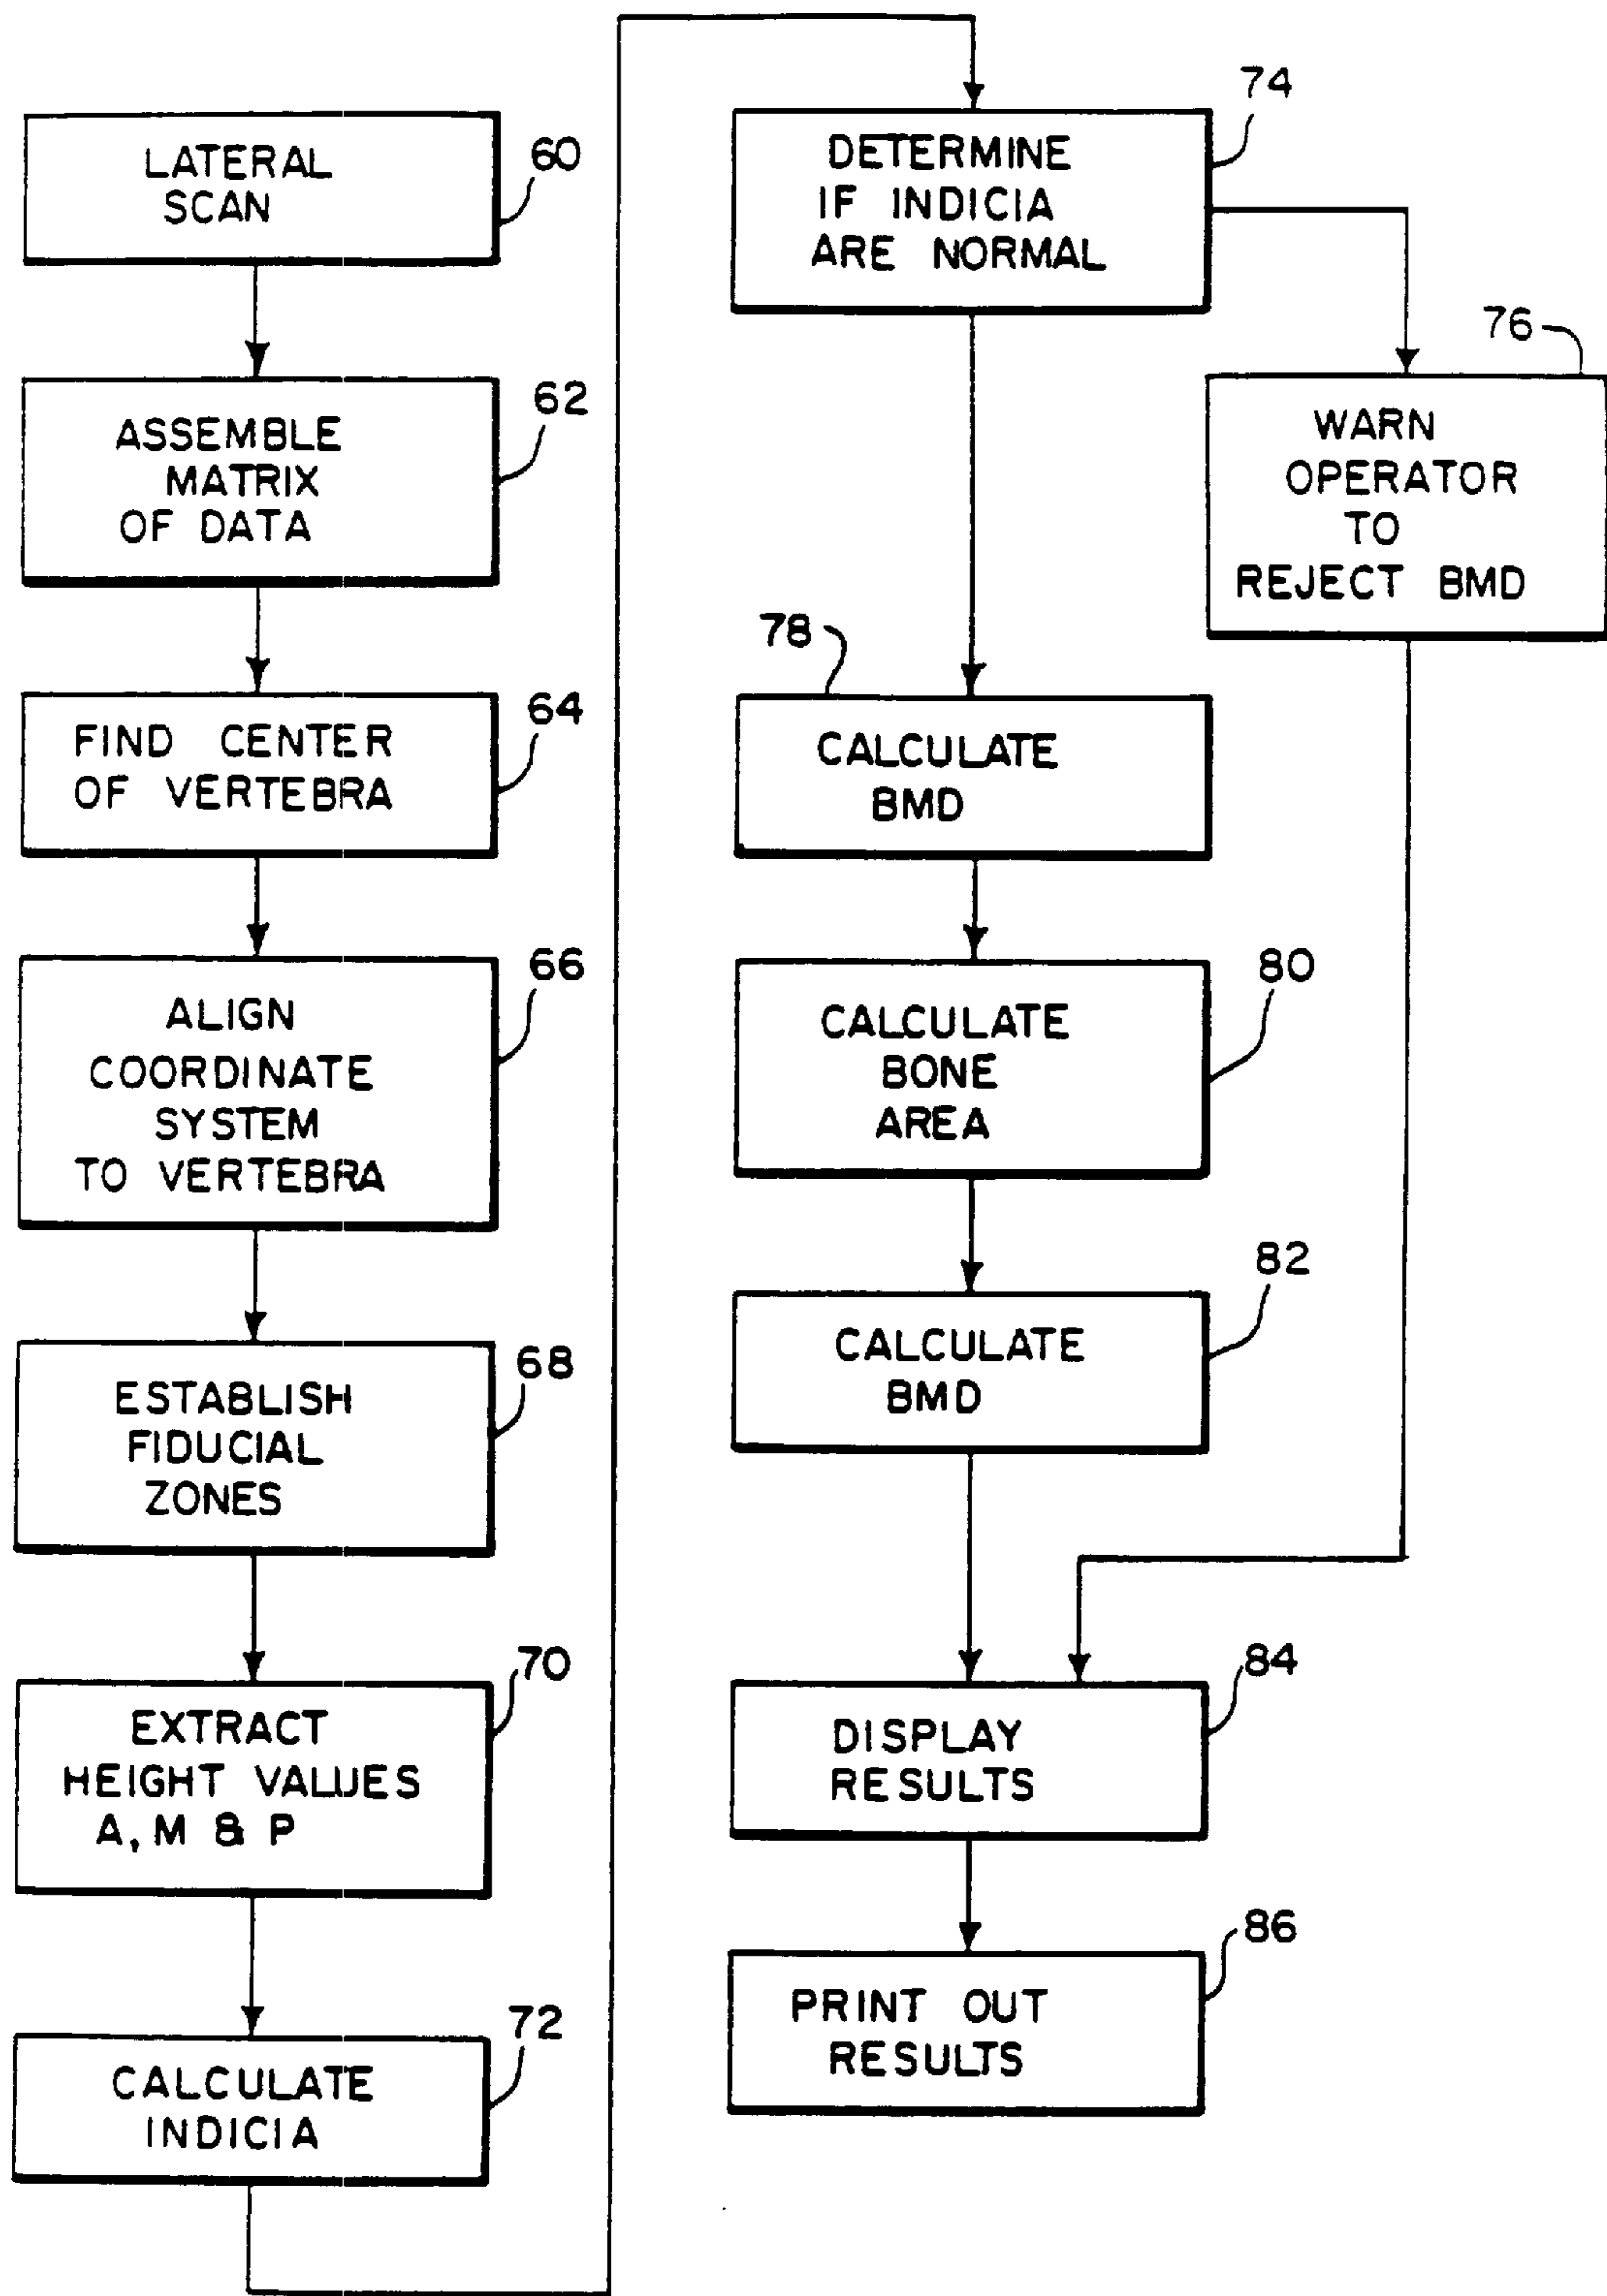 LATERAL
SCAN
60
ASSEMBLE
MATRIX
OF DATA
62
FIND CENTER
OF VERTEBRA
64
ALIGN
COORDINATE
SYSTEM
TO VERTEBRA
66
ESTABLISH
FIDUCIAL
ZONES
68
EXTRACT
HEIGHT VALUES
A, M & P
70
CALCULATE
INDICIA
72
DETERMINE
IF INDICIA
ARE NORMAL
74
WARN
OPERATOR
TO
REJECT BMD
76
CALCULATE
BMD
78
CALCULATE
BONE
AREA
80
CALCULATE
BMD
82
DISPLAY
RESULTS
84
PRINT OUT
RESULTS
86